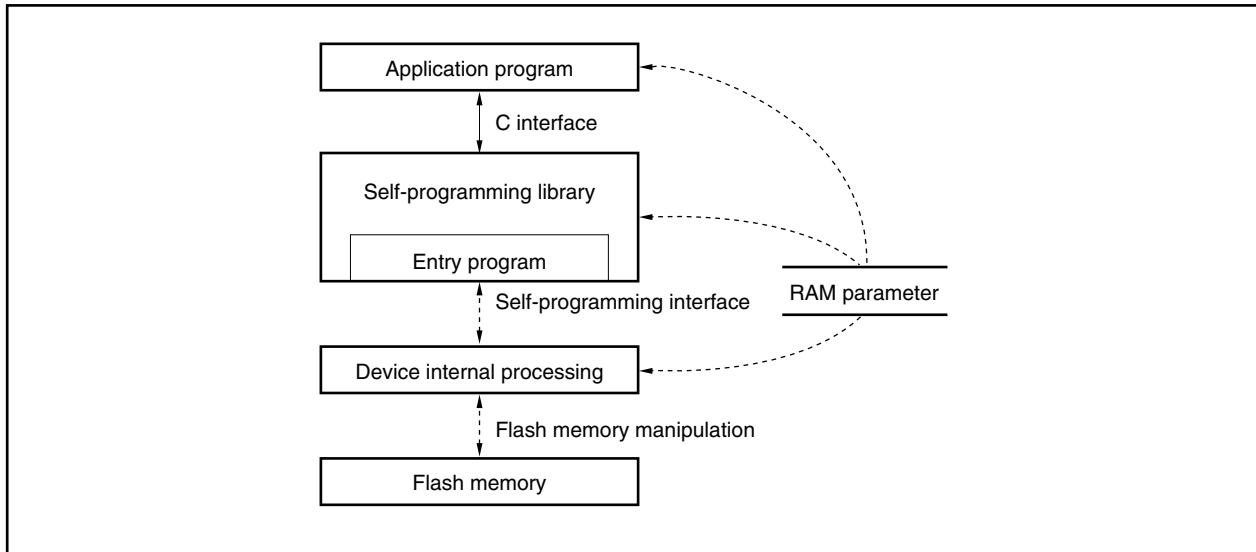 Application program
C interface
Self-programming library
Entry program
RAM parameter
Self-programming interface
Device internal processing
Flash memory manipulation
Flash memory